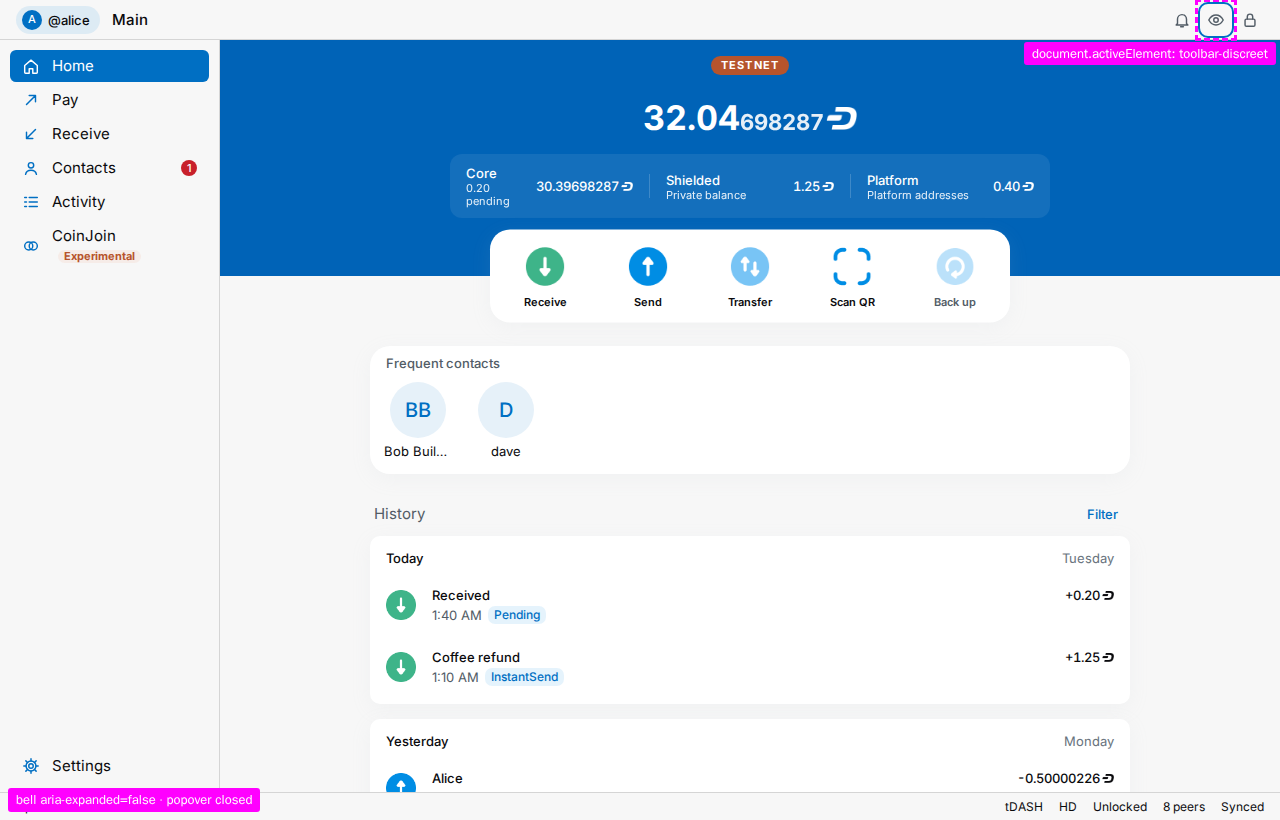 A @alice Main
document.activeElement: toolbar-discreet
Home
Pay
Receive
Contacts 1
Activity
CoinJoin
Experimental
Settings
bell aria-expanded=false · popover closed
TESTNET
32.04698287
Core
0.20
pending
30.39698287
Shielded
Private balance
1.25
Platform
Platform addresses
0.40
Receive
Send
Transfer
Scan QR
Back up
Frequent contacts
BB
Bob Buil...
D
dave
History Filter
Today Tuesday
Received +0.20
1:40 AM Pending
Coffee refund +1.25
1:10 AM InstantSend
Yesterday Monday
Alice -0.50000226
tDASH HD Unlocked 8 peers Synced